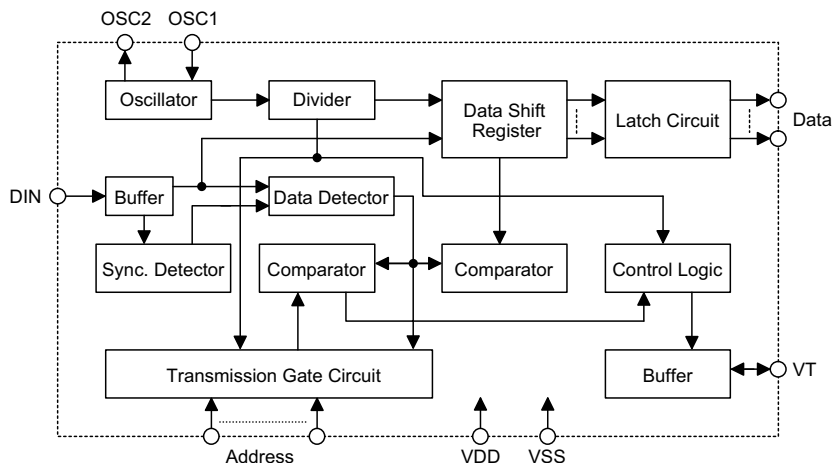 OSC2 OSC1
Oscillator
Divider
Data Shift
Register
Latch Circuit
Data
DIN
Buffer
Data Detector
Sync. Detector
Comparator
Comparator
Control Logic
Transmission Gate Circuit
Buffer
VT
Address
VDD
VSS